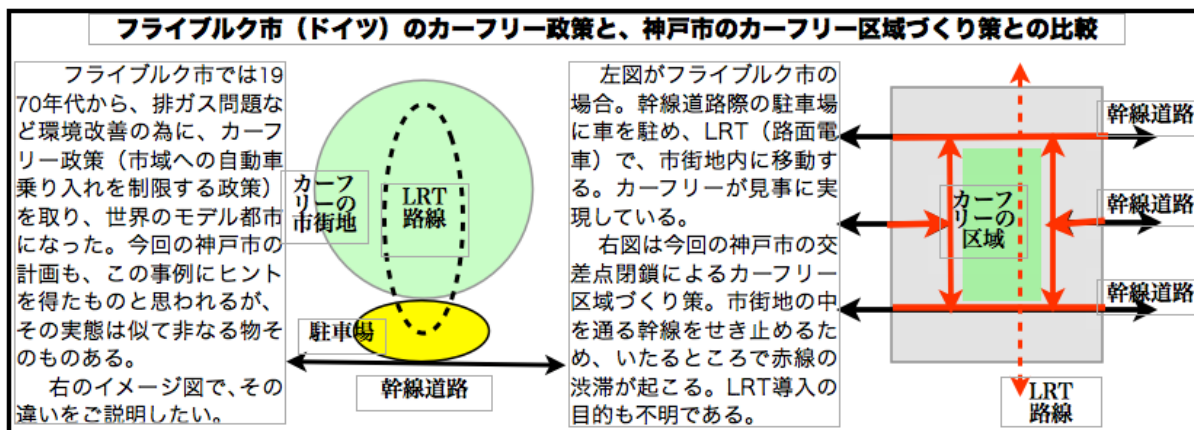 フライブルク市（ドイツ）のカーフリー政策と、神戸市のカーフリー区域づくり策との比較
フライブルク市では19
70年代から、排ガス問題な
ど環境改善の為に、カーフ
リー政策（市域への自動車
乗り入れを制限する政策）
を取り、世界のモデル都市
になった。今回の神戸市の
計画も、この事例にヒント
を得たものと思われるが、
その実態は似て非なる物そ
のものある。
右のイメージ図で、その
違いをご説明したい。
カーフ
リーの
市街地
LRT
路線
駐車場
幹線道路
左図がフライブルク市の
場合。幹線道路際の駐車場
に車を駐め、LRT（路面電
車）で、市街地内に移動す
る。カーフリーが見事に実
現している。
右図は今回の神戸市の交
差点閉鎖によるカーフリー
区域づくり策。市街地の中
を通る幹線をせき止めるた
め、いたるところで赤線の
渋滞が起こる。LRT導入の
目的も不明である。
幹線道路
カーフ
リーの
区域
幹線道路
幹線道路
LRT
路線